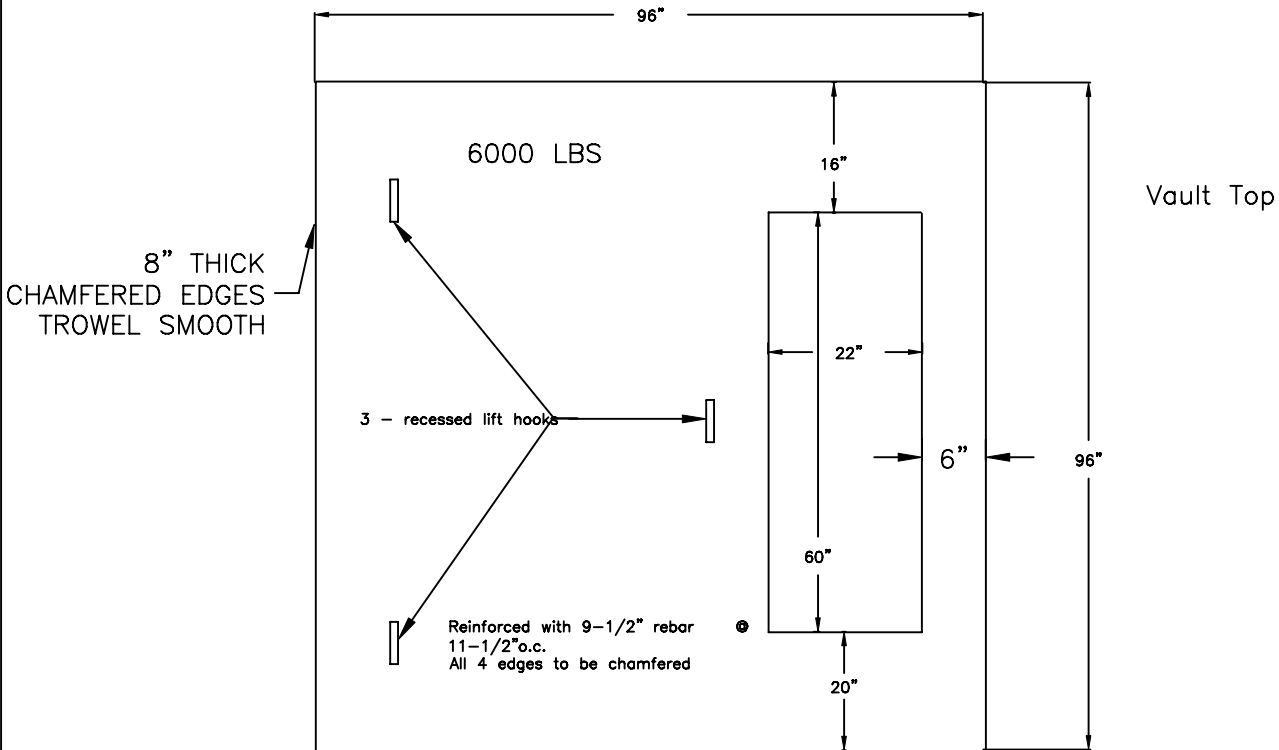 96”
6000 LBS
16”
Vault Top
8” THICK
CHAMFERED EDGES
TROWEL SMOOTH
22”
3 – recessed lift hooks
6”
96”
60”
Reinforced with 9–1/2” rebar
11–1/2”o.c.
All 4 edges to be chamfered
20”